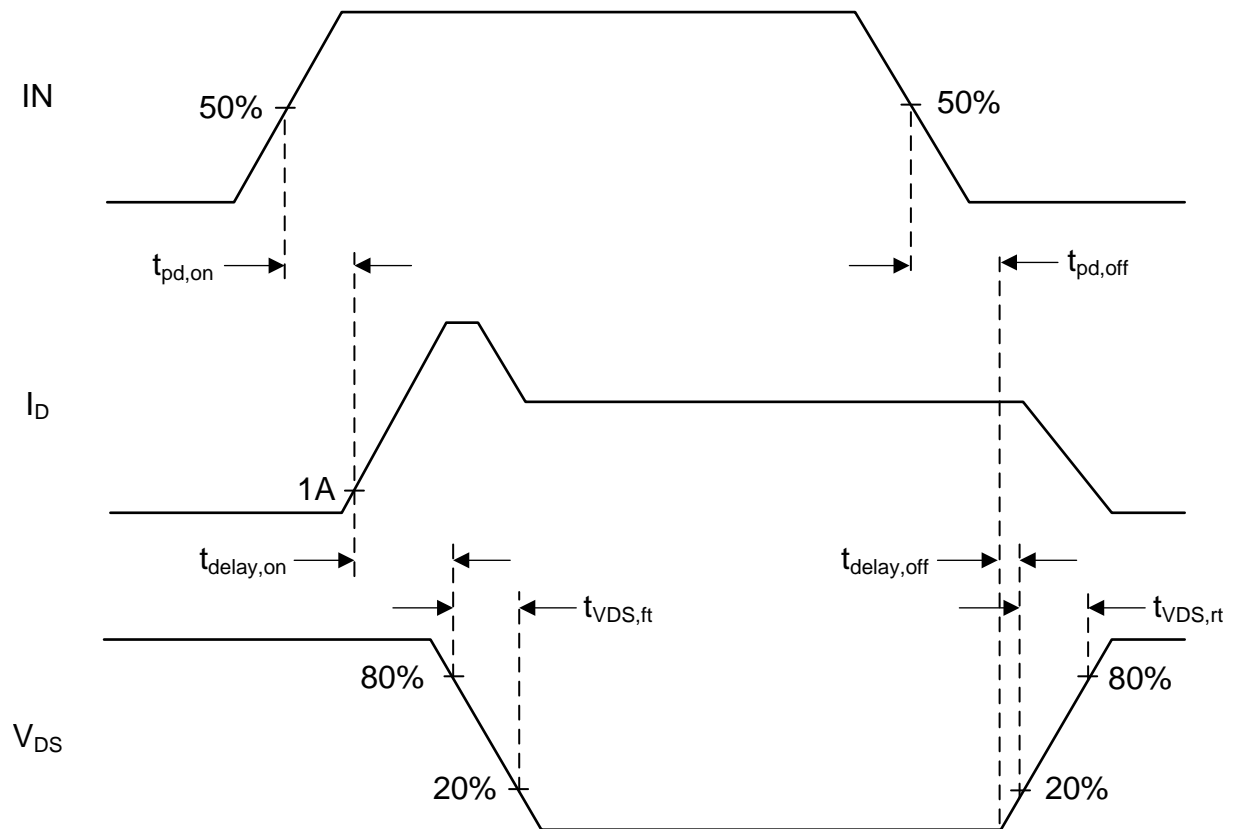 IN
50%
50%
tpd,on
tpd,off
ID
1A
tdelay,on
tdelay,off
tVDS,ft
tVDS,rt
80%
80%
VDS
20%
20%